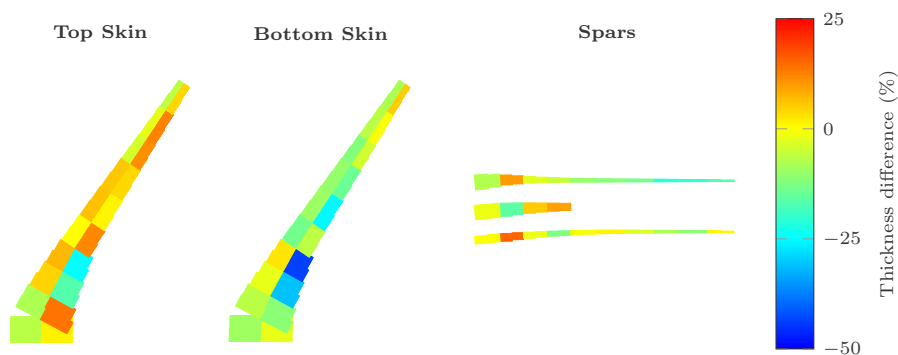 Top Skin
Bottom Skin
Spars
25
0
−25
−50
Thickness difference (%)